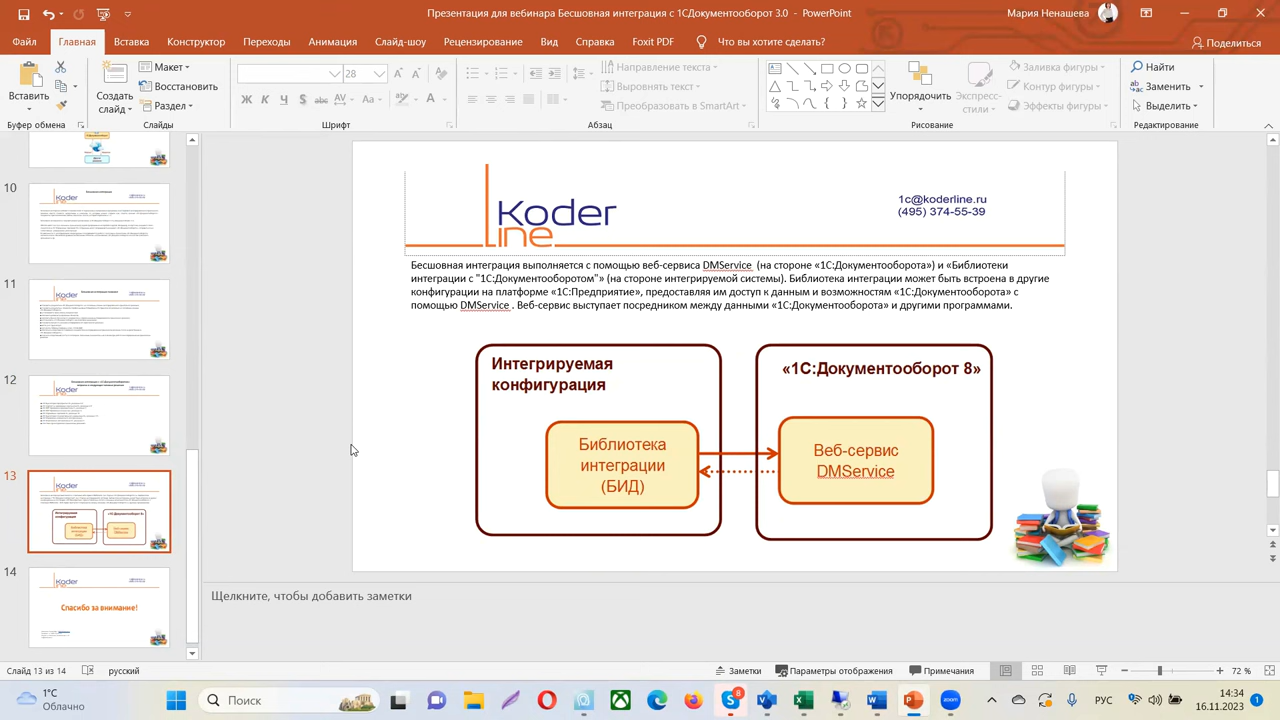 Презентация для вебинара Бесшовная интеграция с 1СДокументооборот 3.0 - PowerPoint
Мария Ненашева
Файл
Главная
Вставка
Конструктор
Переходы
Анимация
Слайд-шоу
Рецензирование
Вид
Справка
Foxit PDF
Что вы хотите сделать?
Поделиться
Вставить
Буфер обмена
Создать слайд
Макет
Восстановить
Раздел
Слайды
28
Шрифт
Направление текста
Выровнять текст
Преобразовать в SmartArt
Абзац
Упорядочить
Экспресс-стили
Заливка фигуры
Контур фигуры
Эффекты фигуры
Рисование
Найти
Заменить
Выделить
Редактирование
10
11
12
13
14
Спасибо за внимание!
Koder
line
1c@koderline.ru
(495) 374-55-39
Бесшовная интеграция выполняется с помощью веб-сервиса DMService (на стороне «1С:Документооборота») и «Библиотеки
интеграции с "1С:Документооборотом"» (на стороне интегрируемой системы). Библиотека интеграции может быть встроена в другие
конфигурации на платформе «1С:Предприятие», предоставляя им доступ к данным и возможностям «1С:Документооборота» с
помощью DMService . Веб-сервис выступает посредником между данными «1С:Документооборота» и другими программами.
Интегрируемая
конфигурация
Библиотека
интеграции
(БИД)
«1С:Документооборот 8»
Веб-сервис
DMService
Щелкните, чтобы добавить заметки
Слайд 13 из 14
русский
Заметки
Параметры отображения
Примечания
72 %
1°C
Облачно
Поиск
8
РУС
14:34
16.11.2023
1